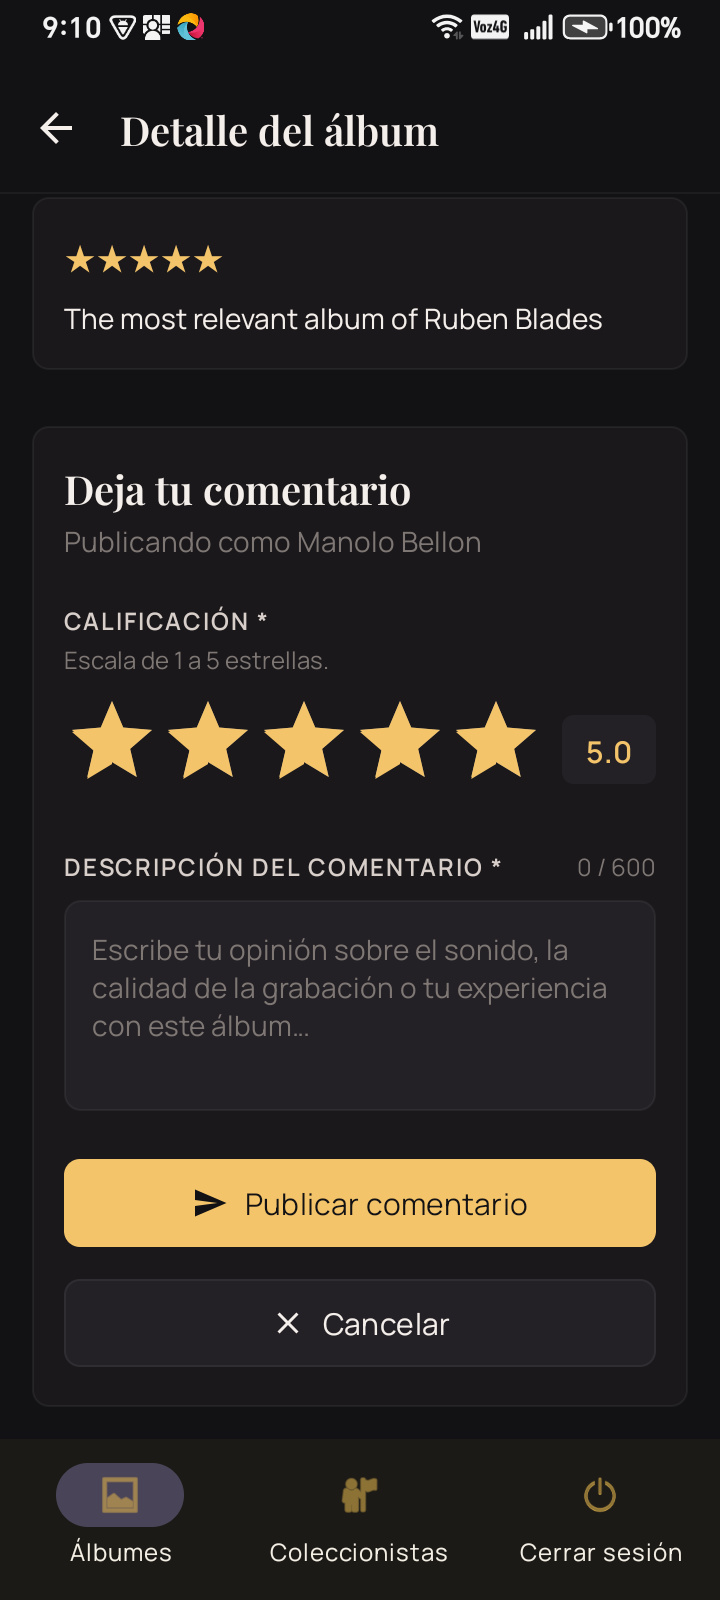 9:10
Voz4G
100%
Detalle del álbum
★★★★★
The most relevant album of Ruben Blades
Deja tu comentario
Publicando como Manolo Bellon
CALIFICACIÓN *
Escala de 1 a 5 estrellas.
5.0
DESCRIPCIÓN DEL COMENTARIO * 0 / 600
Escribe tu opinión sobre el sonido, la
calidad de la grabación o tu experiencia
con este álbum...
Publicar comentario
Cancelar
Álbumes Coleccionistas Cerrar sesión